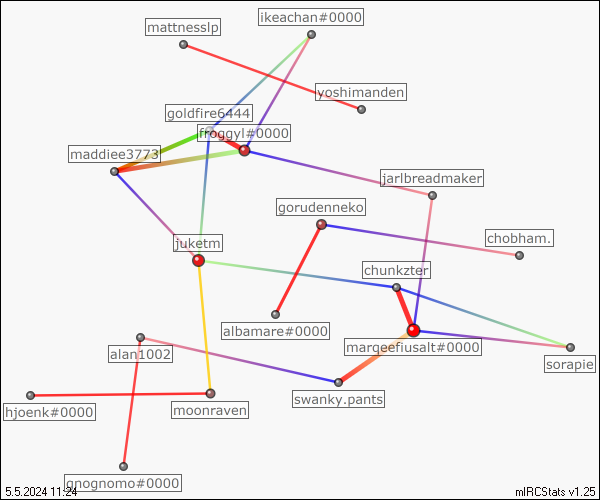 ikeachan#0000
mattnesslp
yoshimanden
goldfire6444
froggyl#0000
maddiee3773
jarlbreadmaker
gorudenneko
juketm
chobham.
chunkzter
albamare#0000
marqeefiusalt#0000
alan1002
sorapie
swanky.pants
hjoenk#0000
moonraven
gnognomo#0000
5.5.2024 11:24
mIRCStats v1.25